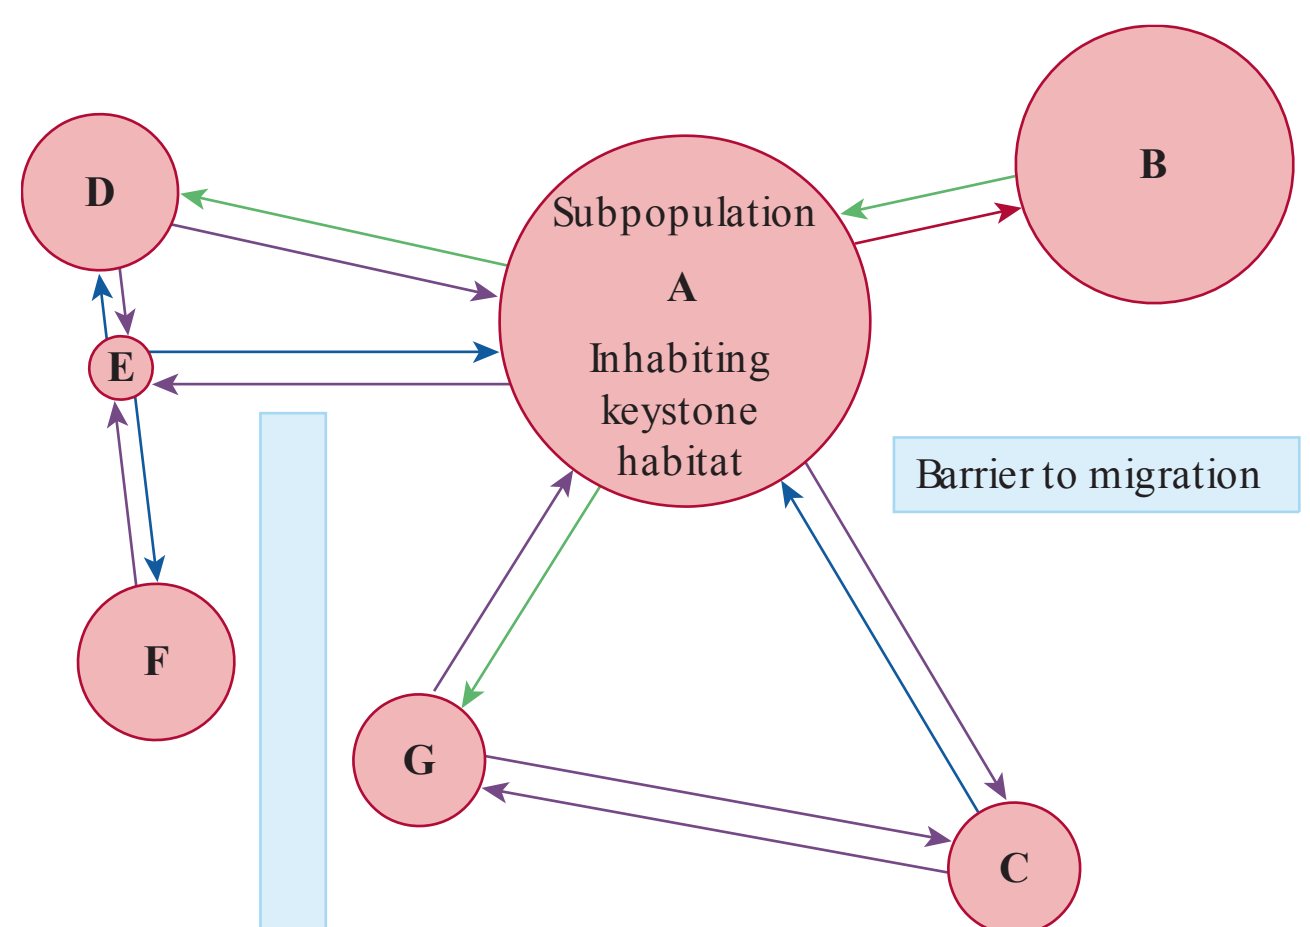 B
D
Subpopulation
A
Inhabiting
keystone
habitat
E
Barrier to migration
F
G
C